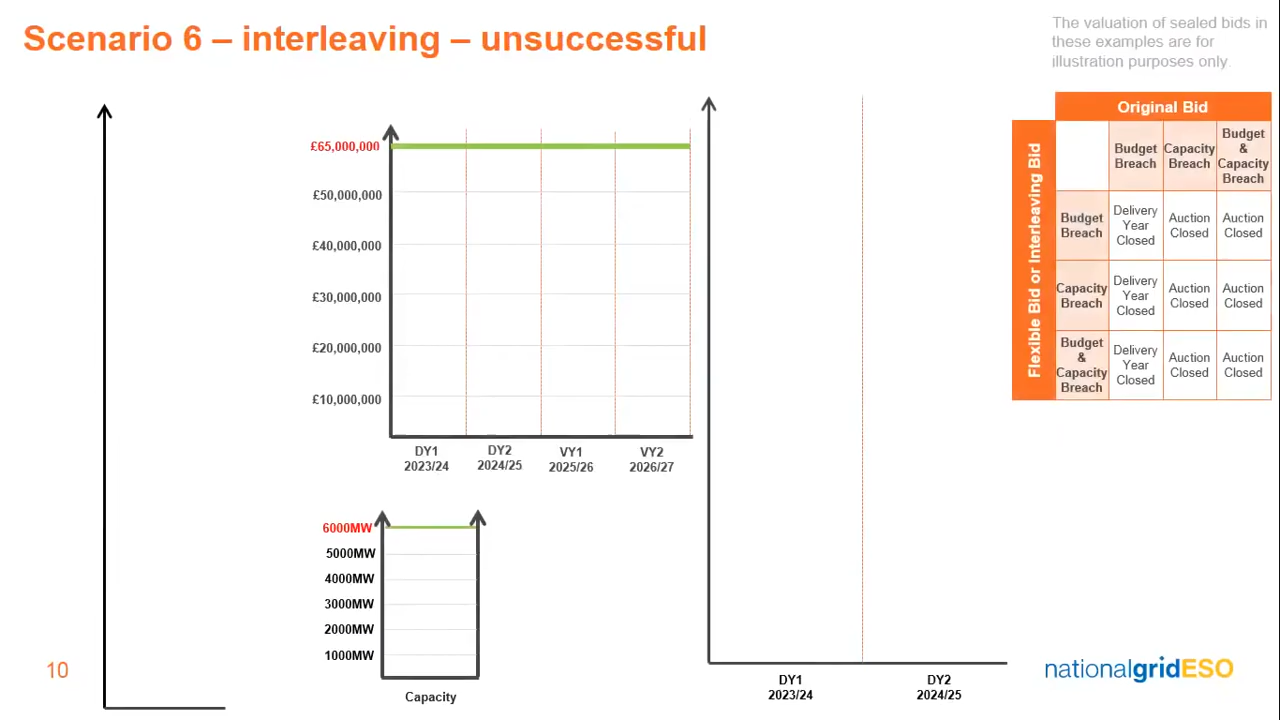 Scenario 6 – interleaving – unsuccessful
The valuation of sealed bids in
these examples are for
illustration purposes only
£65,000,000
£50,000,000
£40,000,000
£30,000,000
£20,000,000
£10,000,000
DY1
2023/24
DY2
2024/25
VY1
2025/26
VY2
2026/27
6000MW
5000MW
4000MW
3000MW
2000MW
1000MW
Capacity
DY1
2023/24
DY2
2024/25
Original Bid
Flexible Bid or Interleaving Bid
Budget
Breach
Capacity
Breach
Budget
&
Capacity
Breach
Budget
Breach
Delivery
Year
Closed
Auction
Closed
Auction
Closed
Capacity
Breach
Delivery
Year
Closed
Auction
Closed
Auction
Closed
Budget
&
Capacity
Breach
Delivery
Year
Closed
Auction
Closed
Auction
Closed
10
nationalgridESO